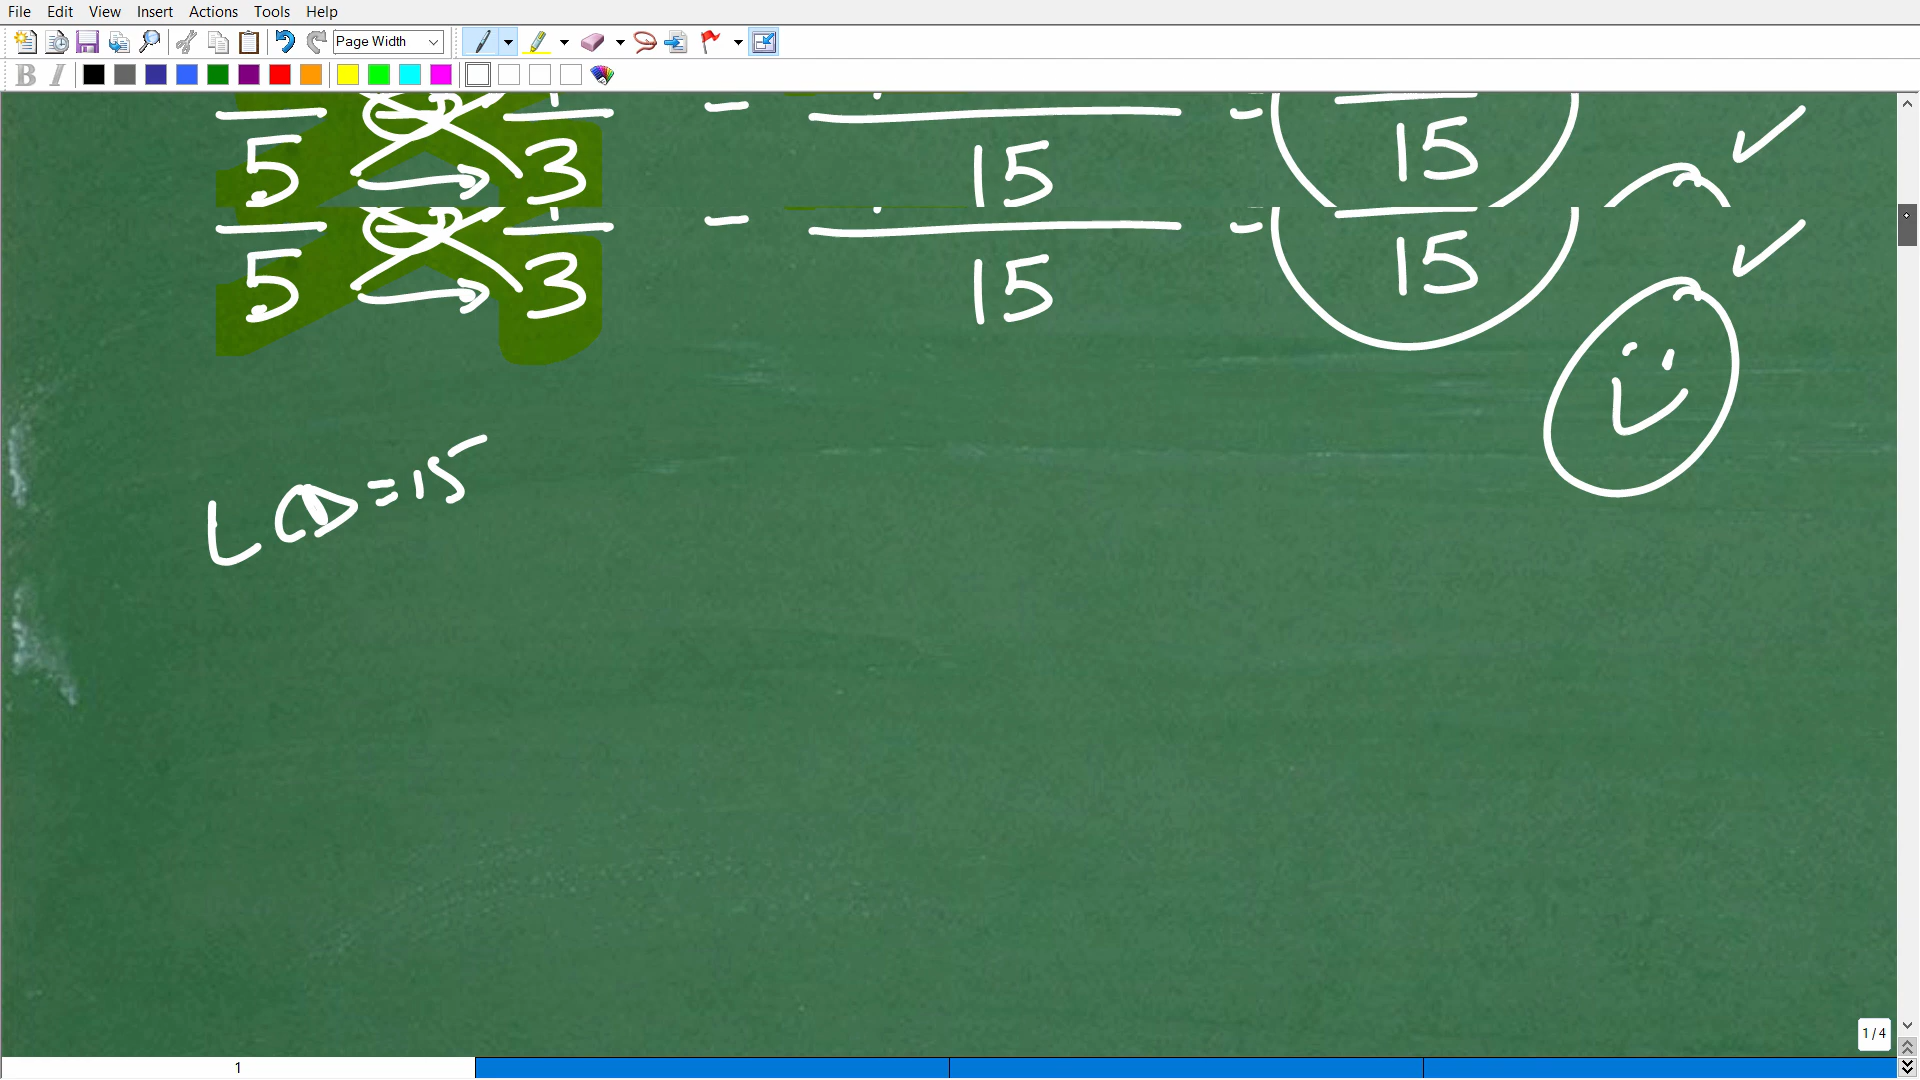 File Edit View Insert Actions Tools Help
Page Width
B I
5 3 15 15
5 3 15 15
LCD=15
1 / 4
1